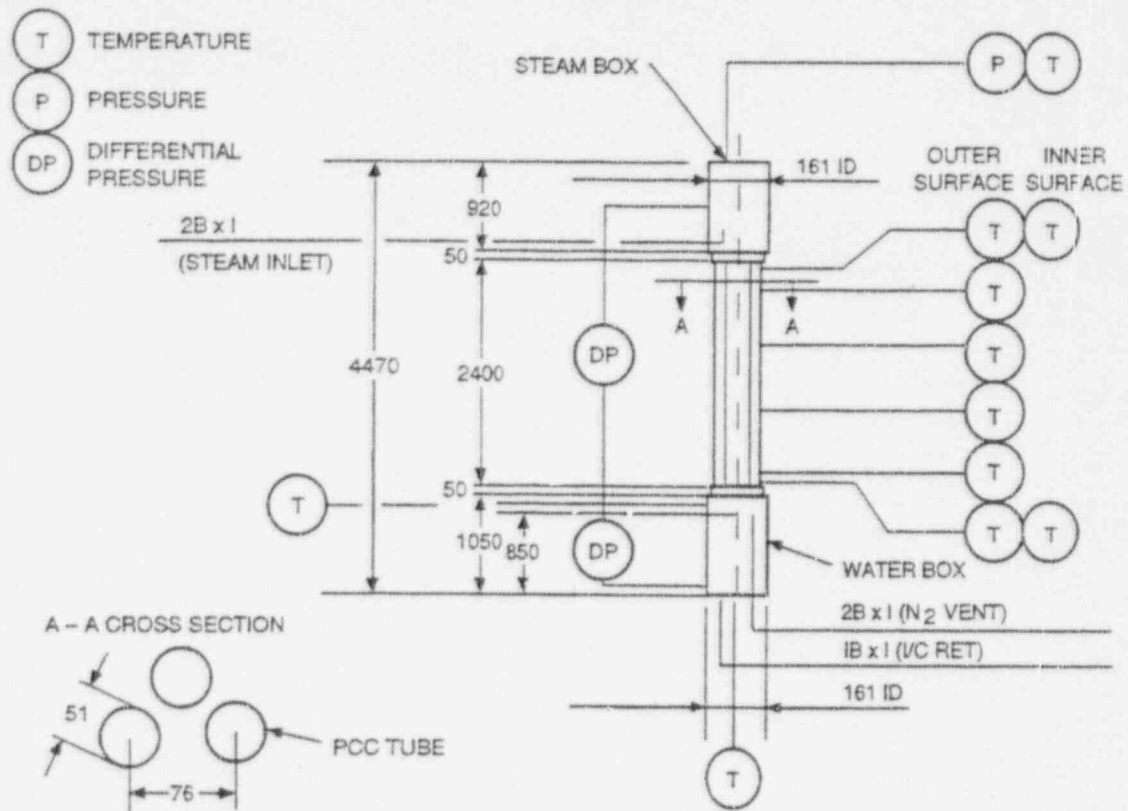 T TEMPERATURE
P PRESSURE
DP DIFFERENTIAL
PRESSURE
STEAM BOX
P T
OUTER
SURFACE
INNER
SURFACE
161 ID
920
2B x I
(STEAM INLET)
50
T T
T
A A
4470
2400
DP
T
T
T
50
T
1050
850
DP
T T
WATER BOX
2B x I (N2 VENT)
IB x I (I/C RET)
161 ID
A – A CROSS SECTION
51
PCC TUBE
76
T